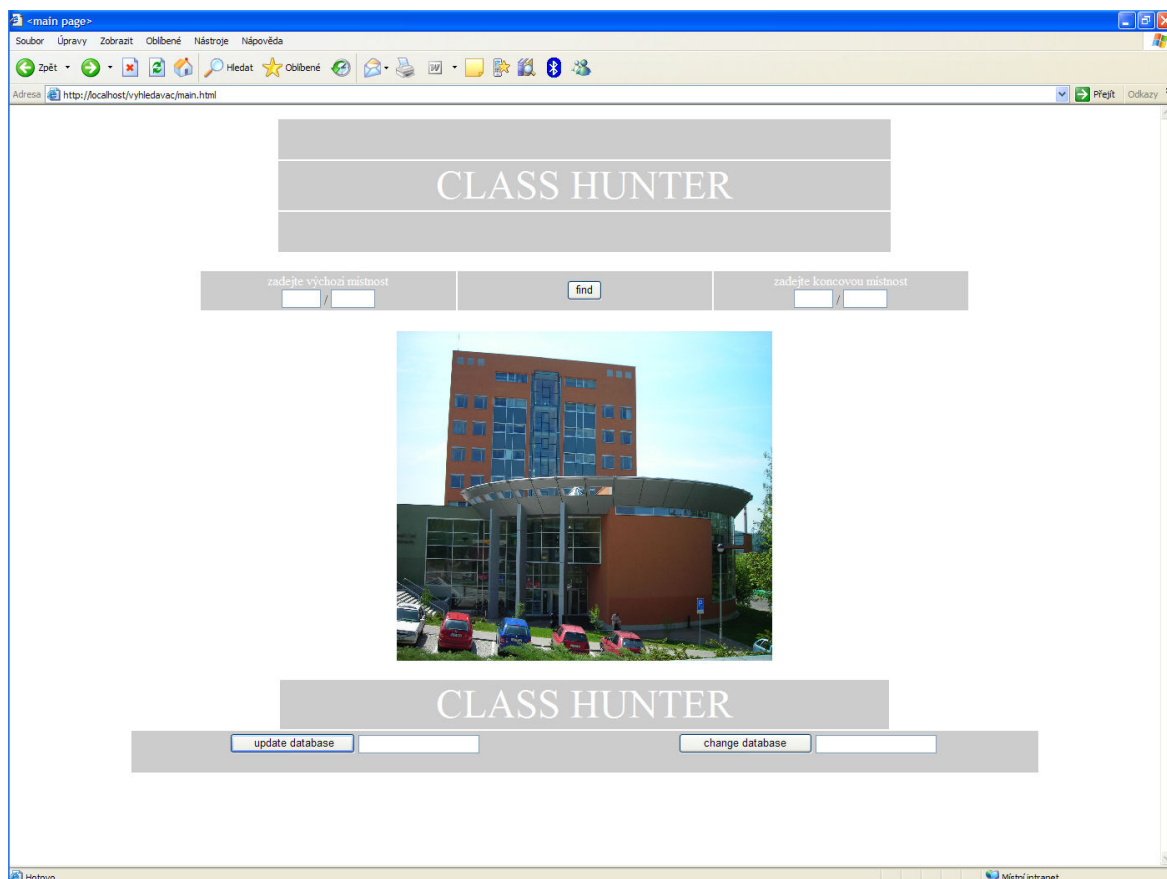 <main page>
Soubor Úpravy Zobrazit Oblíbené Nástroje Nápověda
Zpět Hledat Oblíbené
Adresa http://localhost/vyhledavac/main.html Přejít Odkazy
CLASS HUNTER
zadejte výchozí místnost find zadejte koncovou místnost
/ /
CLASS HUNTER
update database change database
Hotovo Místní intranet